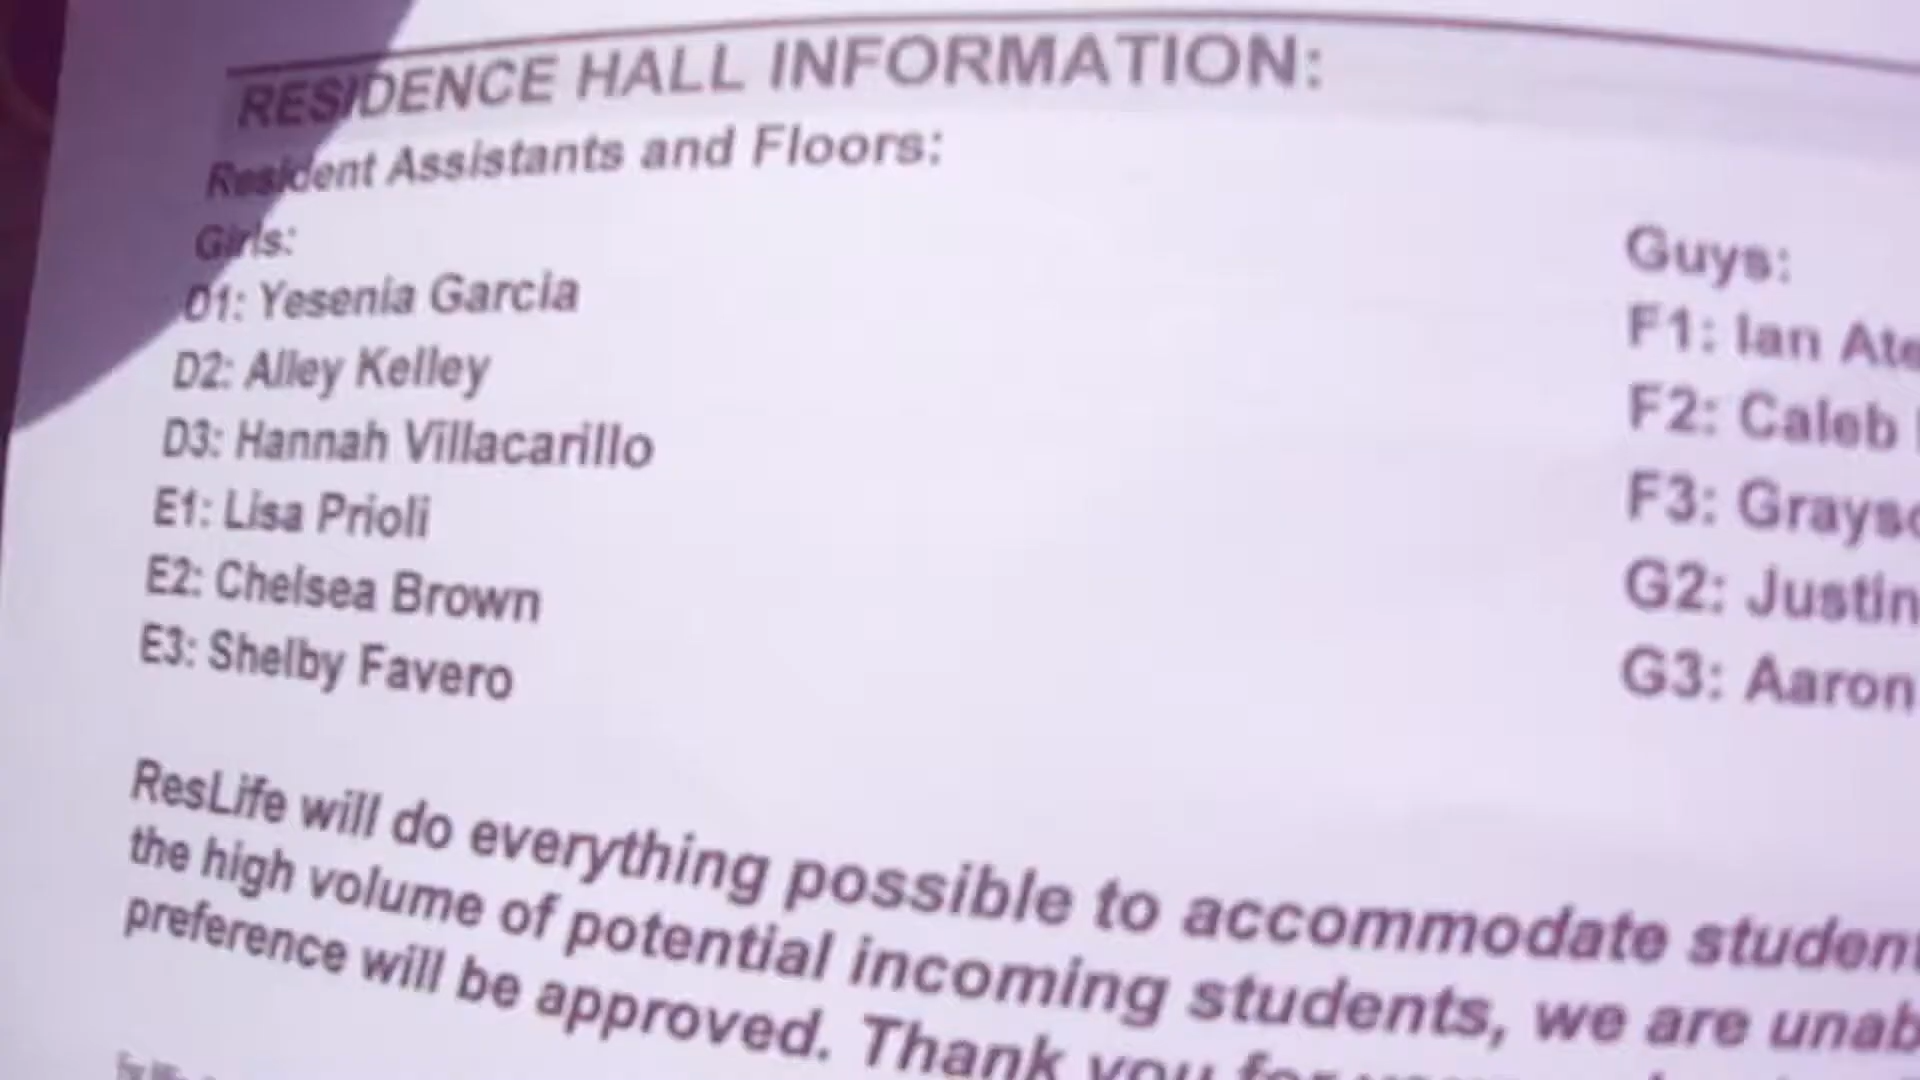 RESIDENCE HALL INFORMATION:
Resident Assistants and Floors:
Girls:
D1: Yesenia Garcia
D2: Alley Kelley
D3: Hannah Villacarillo
E1: Lisa Prioli
E2: Chelsea Brown
E3: Shelby Favero
Guys:
F1: Ian
F2: Caleb
F3:
G2: Justin
G3: Aaron
ResLife will do everything possible to accommodate
the high volume of potential incoming students, we are
preference will be approved. Thank you for